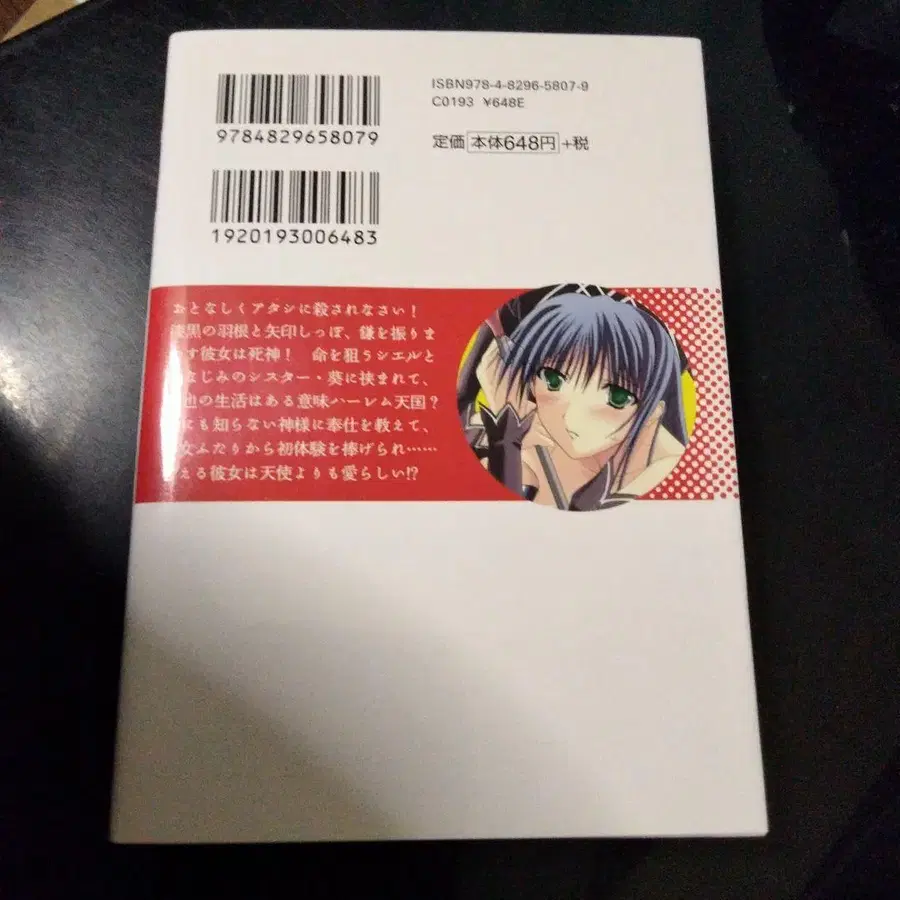 9784829658079
1920193006483
ISBN978-4-8296-5807-9
C0193 ¥648E
定価 本体648円 +税
おとなしくアタシに殺されなさい！
漆黒の羽根と矢印しっぽ、鎌を振りま
す彼女は死神！ 命を狙うシエルと
なじみのシスター・葵に挟まれて、
也の生活はある意味ハーレム天国？
にも知らない神様に奉仕を教えて、
女ふたりから初体験を捧げられ……
える彼女は天使よりも愛らしい!?